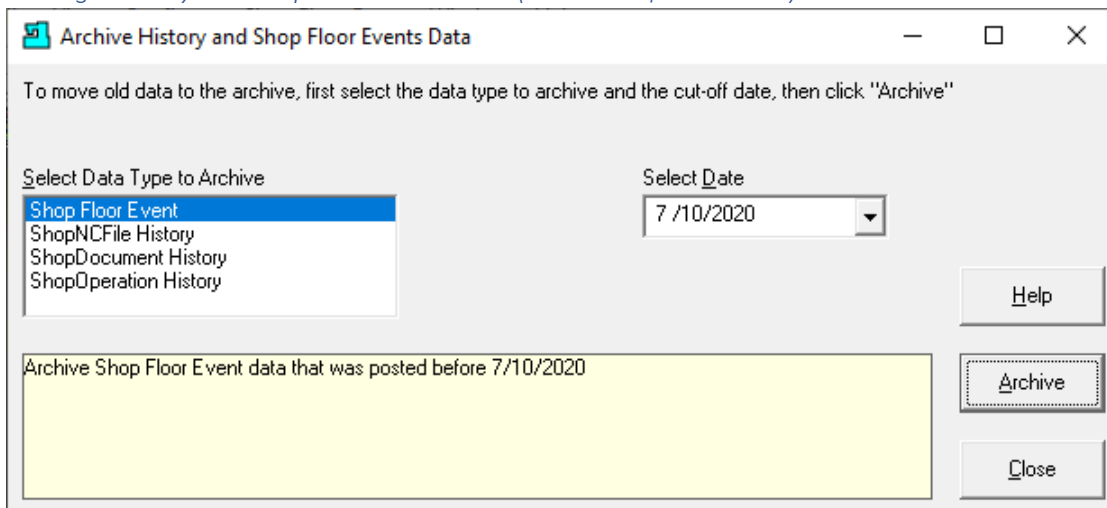 Archive History and Shop Floor Events Data
To move old data to the archive, first select the data type to archive and the cut-off date, then click "Archive"
Select Data Type to Archive
Select Date
Shop Floor Event
7 /10/2020
ShopNCFile History
ShopDocument History
ShopOperation History
Help
Archive Shop Floor Event data that was posted before 7/10/2020
Archive
Close